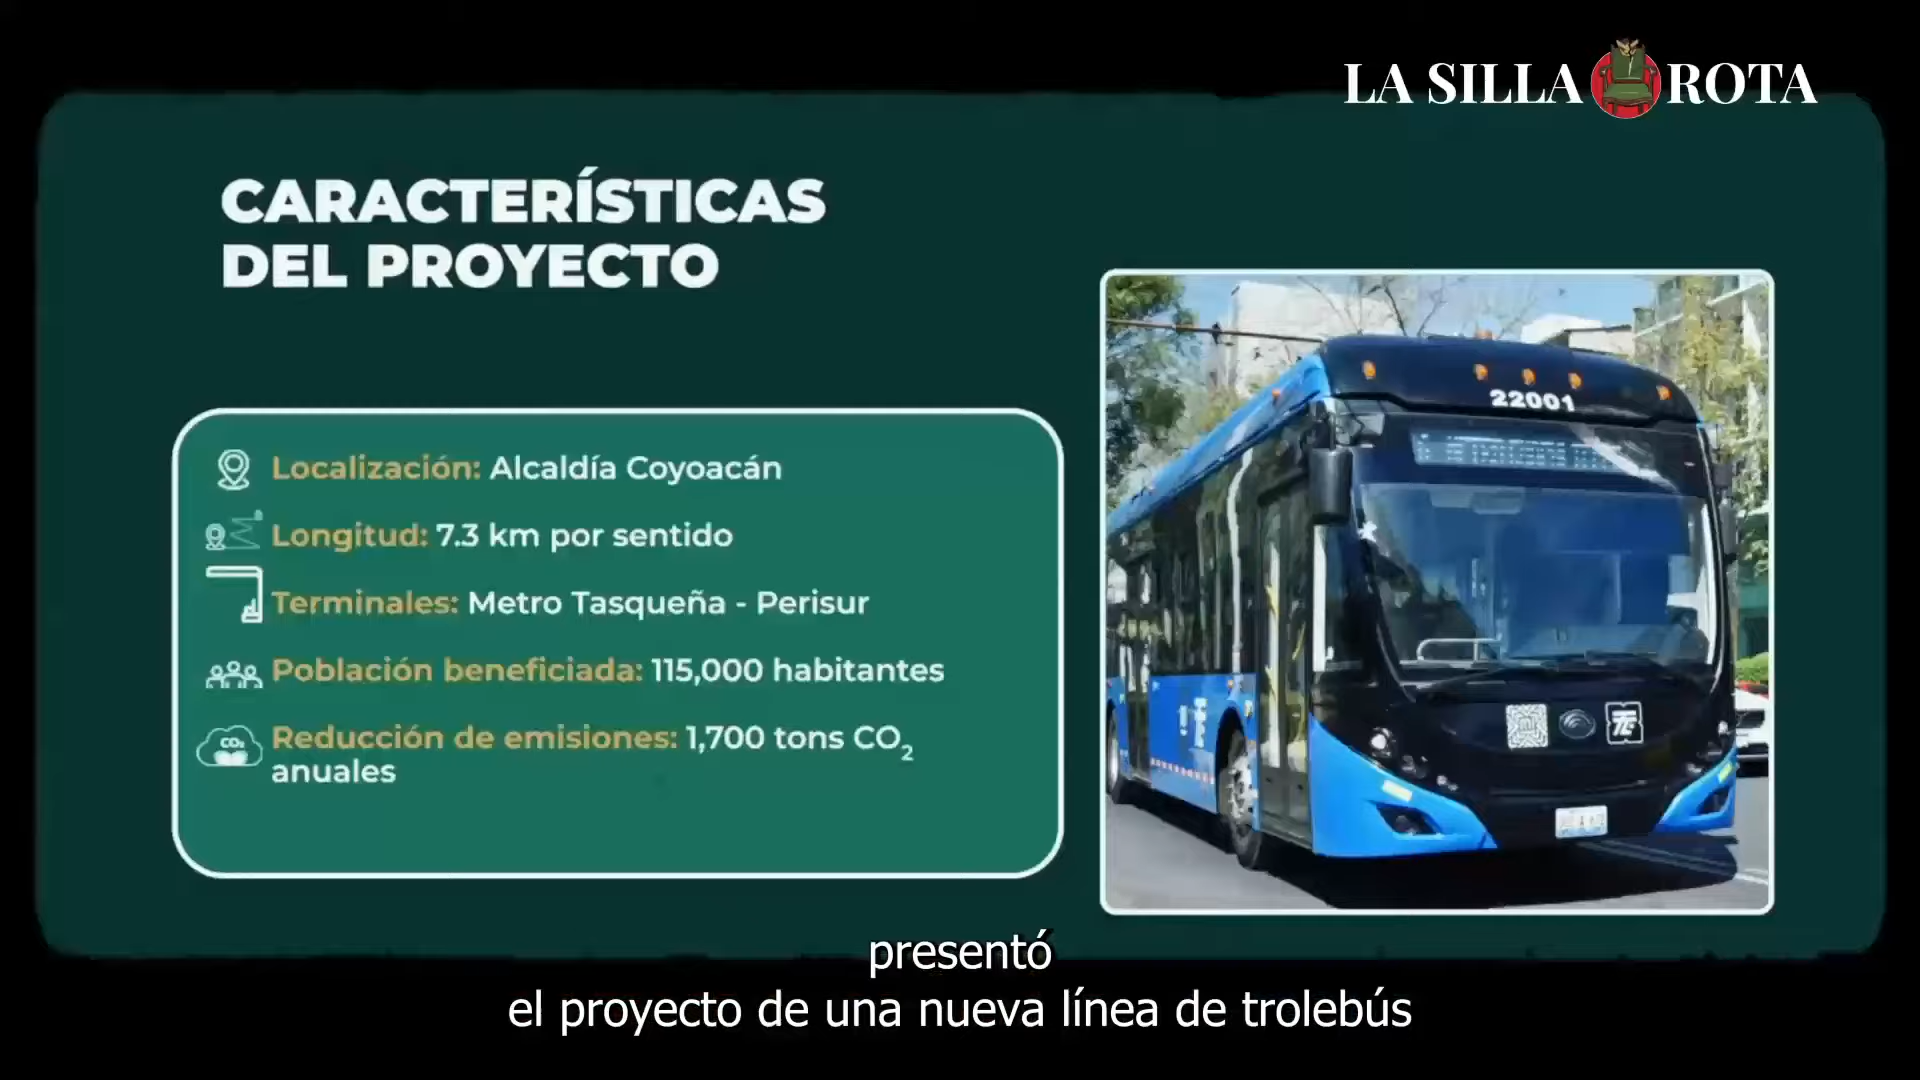 LA SILLA ROTA
CARACTERÍSTICAS
DEL PROYECTO
Localización: Alcaldía Coyoacán
Longitud: 7.3 km por sentido
Terminales: Metro Tasqueña - Perisur
Población beneficiada: 115,000 habitantes
CO₂
Reducción de emisiones: 1,700 tons CO₂
anuales
22001
presentó
el proyecto de una nueva línea de trolebús